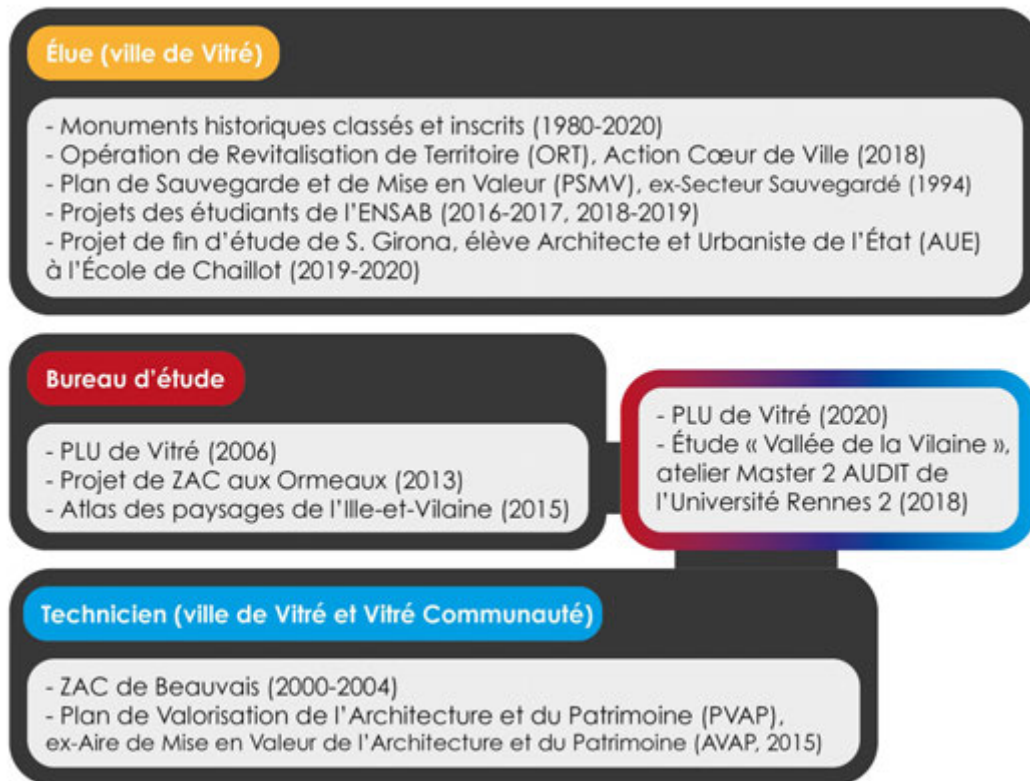 Élue (ville de Vitré)
- Monuments historiques classés et inscrits (1980-2020)
- Opération de Revitalisation de Territoire (ORT), Action Cœur de Ville (2018)
- Plan de Sauvegarde et de Mise en Valeur (PSMV), ex-Secteur Sauvegardé (1994)
- Projets des étudiants de l’ENSAB (2016-2017, 2018-2019)
- Projet de fin d’étude de S. Girona, élève Architecte et Urbaniste de l’État (AUE)
à l’École de Chaillot (2019-2020)
Bureau d’étude
- PLU de Vitré (2006)
- Projet de ZAC aux Ormeaux (2013)
- Atlas des paysages de l’Ille-et-Vilaine (2015)
- PLU de Vitré (2020)
- Étude « Vallée de la Vilaine »,
atelier Master 2 AUDIT de
l’Université Rennes 2 (2018)
Technicien (ville de Vitré et Vitré Communauté)
- ZAC de Beauvais (2000-2004)
- Plan de Valorisation de l’Architecture et du Patrimoine (PVAP),
ex-Aire de Mise en Valeur de l’Architecture et du Patrimoine (AVAP, 2015)